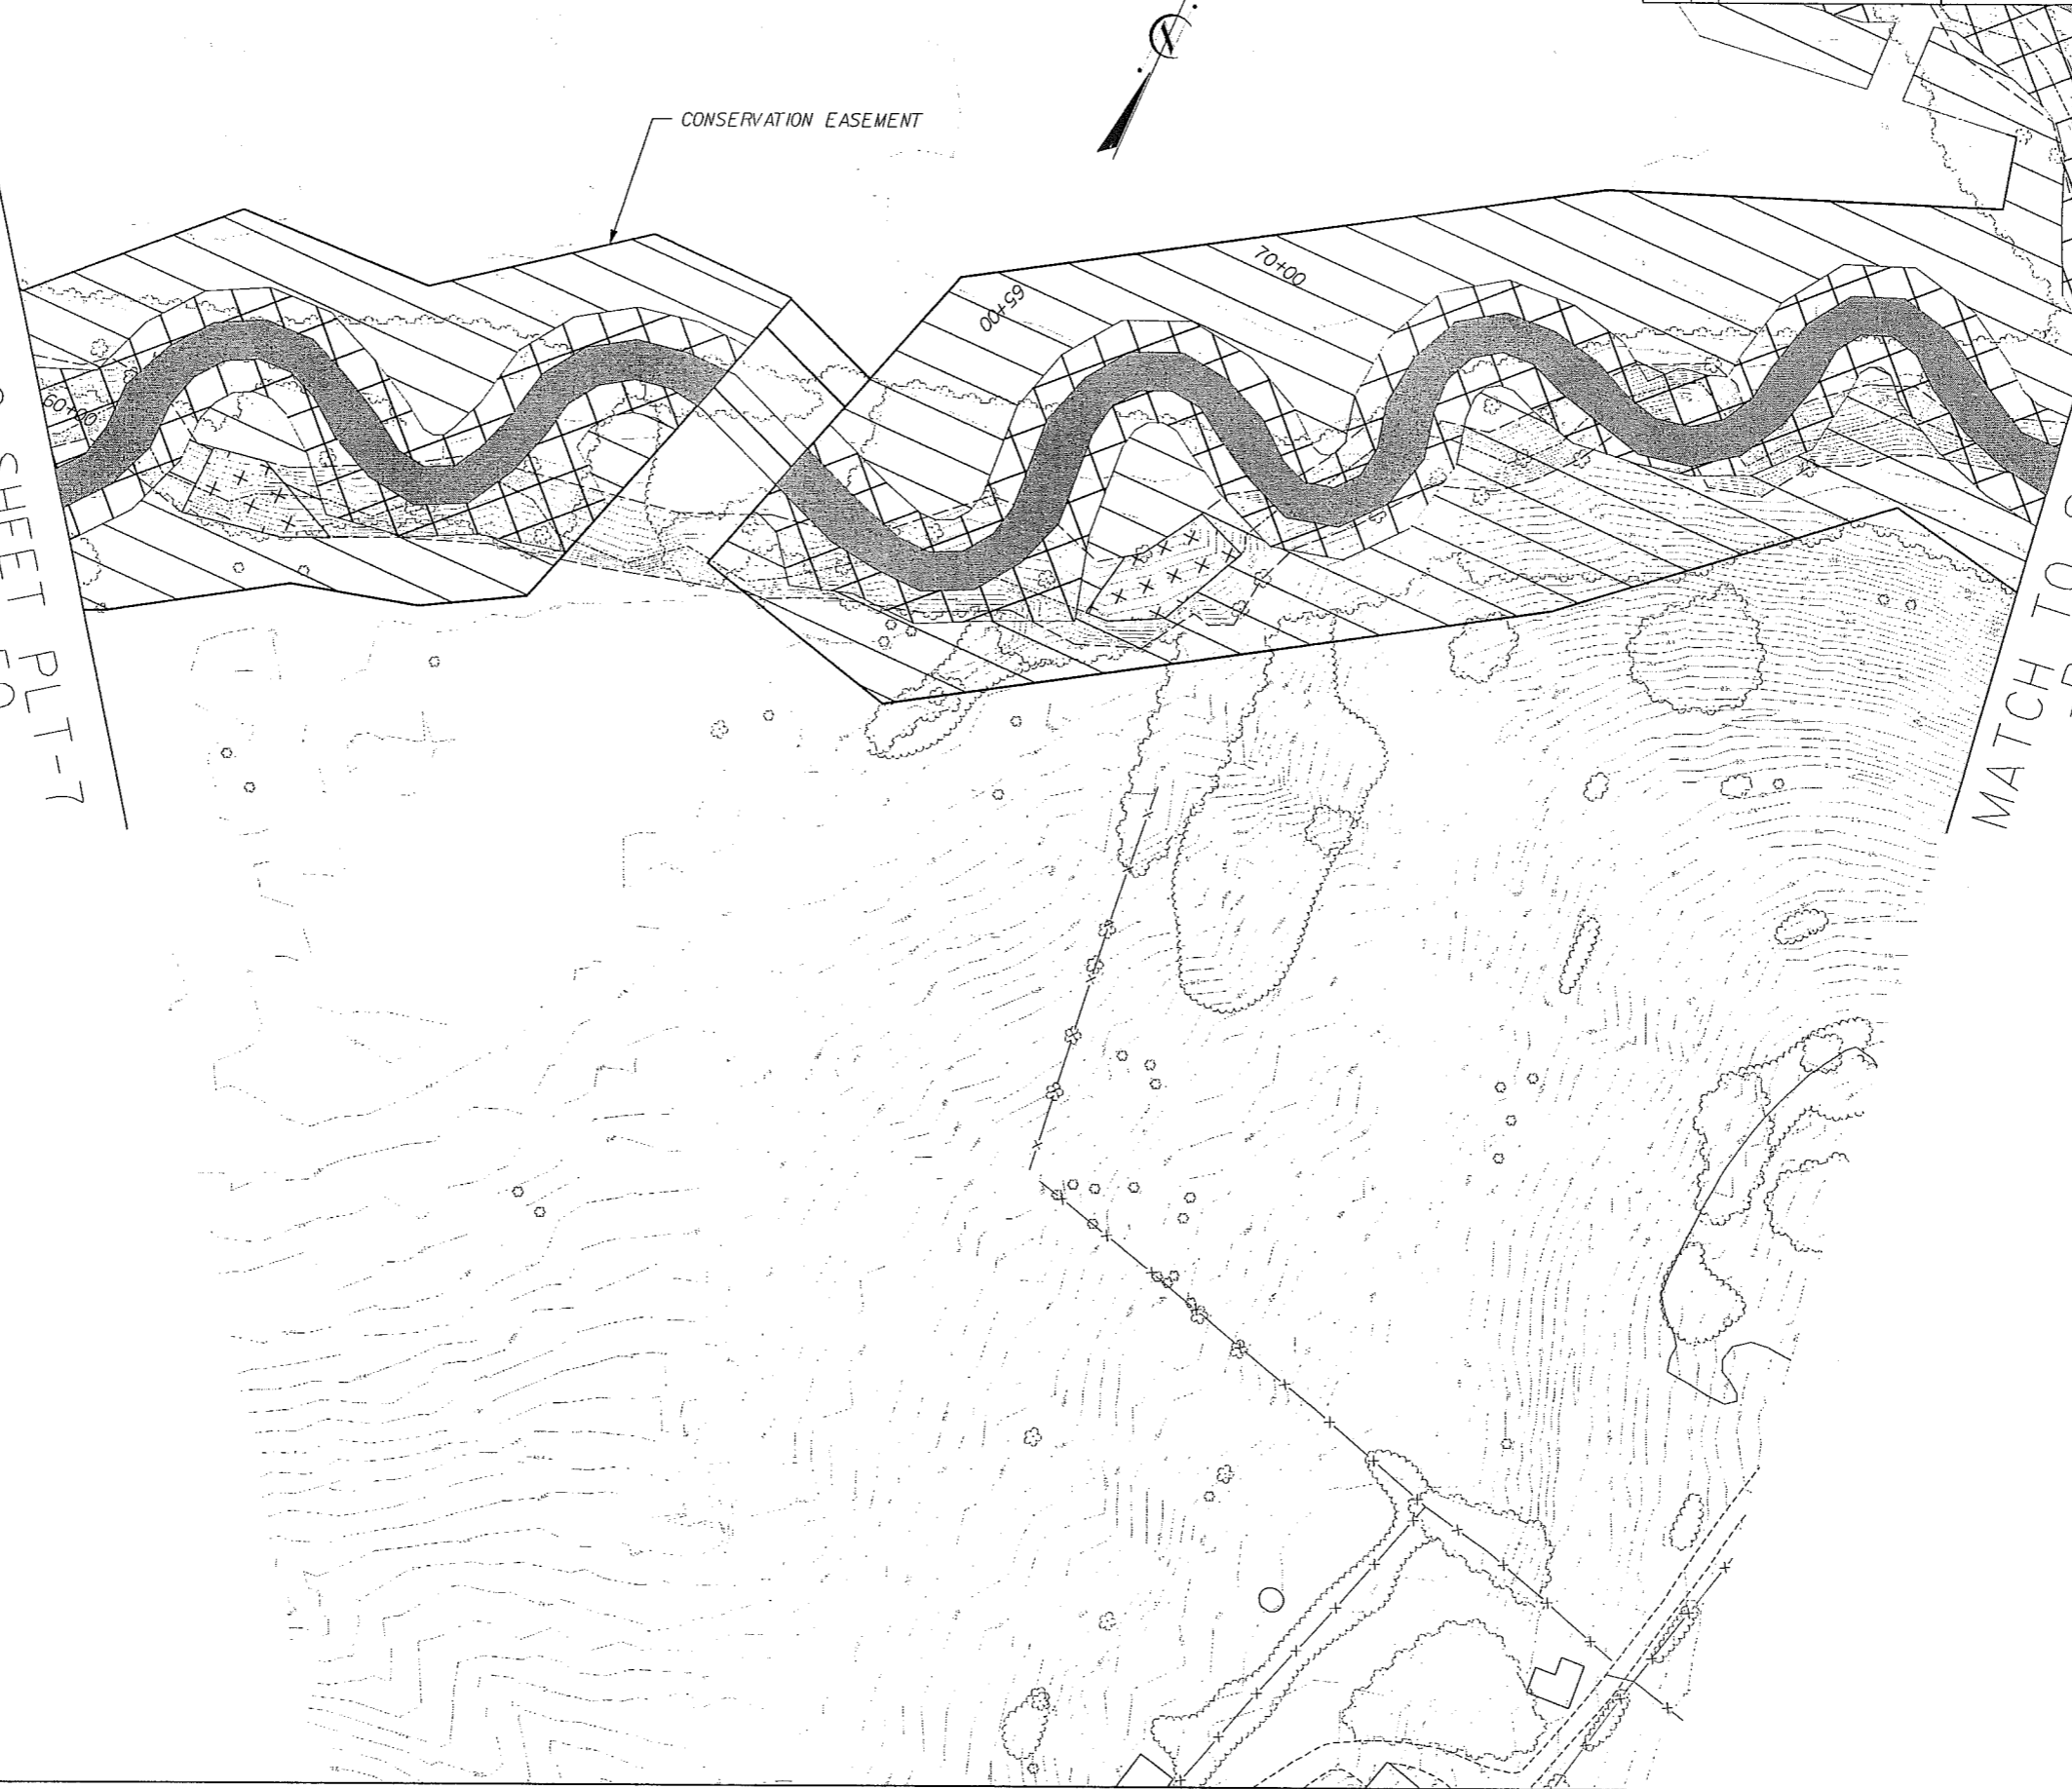 CONSERVATION EASEMENT
60+00
65+00
70+00
SHEET PLT-7
MATCH TO